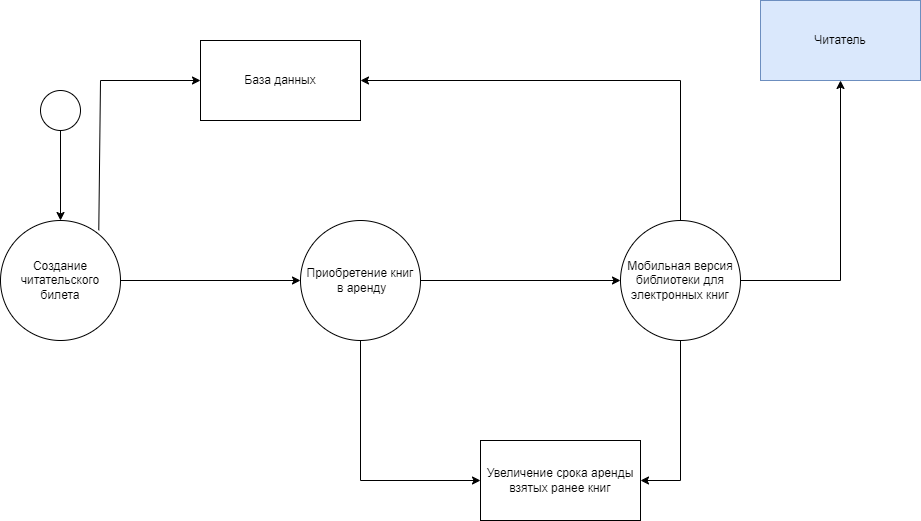 Читатель
База данных
Создание
читательского
билета
Приобретение книг
в аренду
Мобильная версия
библиотеки для
электронных книг
Увеличение срока аренды
взятых ранее книг